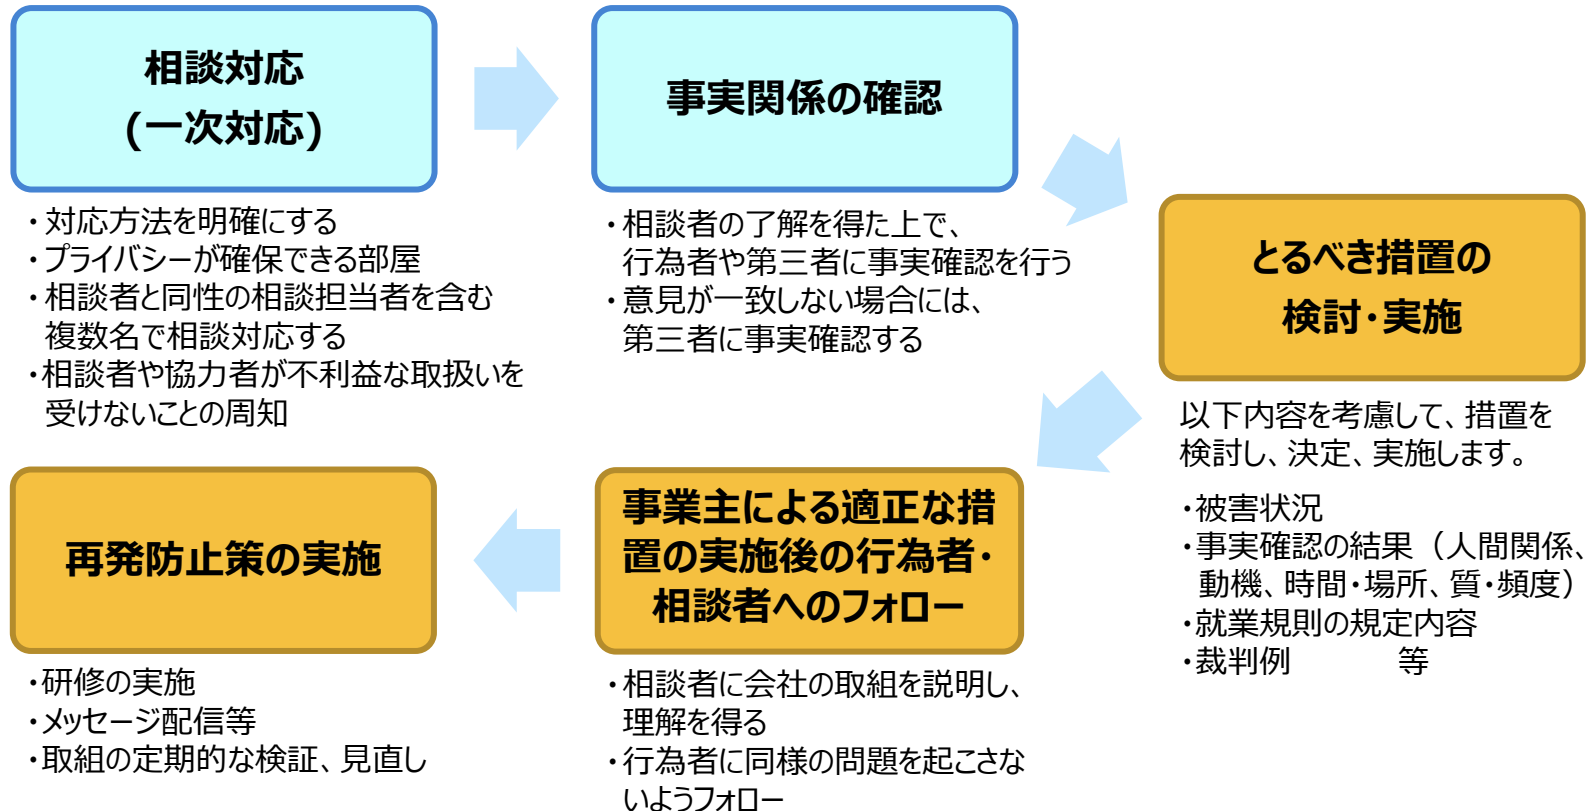 相談対応
(一次対応)
・対応方法を明確にする
・プライバシーが確保できる部屋
・相談者と同性の相談担当者を含む
複数名で相談対応する
・相談者や協力者が不利益な取扱いを
受けないことの周知
事実関係の確認
・相談者の了解を得た上で、
行為者や第三者に事実確認を行う
・意見が一致しない場合には、
第三者に事実確認する
とるべき措置の
検討・実施
以下内容を考慮して、措置を
検討し、決定、実施します。
・被害状況
・事実確認の結果（人間関係、
動機、時間・場所、質・頻度）
・就業規則の規定内容
・裁判例 等
事業主による適正な措
置の実施後の行為者・
相談者へのフォロー
・相談者に会社の取組を説明し、
理解を得る
・行為者に同様の問題を起こさな
いようフォロー
再発防止策の実施
・研修の実施
・メッセージ配信等
・取組の定期的な検証、見直し